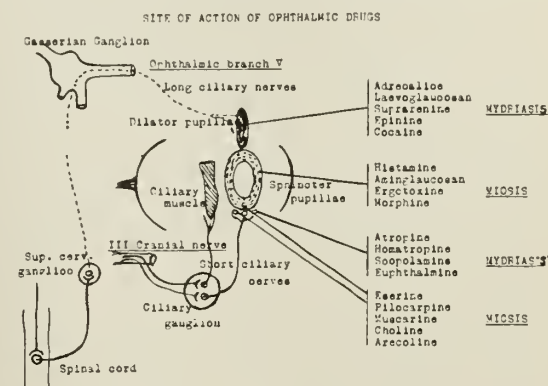 SITE OF ACTION OF OPHTHALMIC DRUGS
Gasserian Ganglion
Ophthalmic branch V
Long ciliary nerves
Dilator pupillae
Adrenaline
Laevoglaucosan
Suprarenine
Epinine
Cocaine
MYDRIASIS
Ciliary
muscle
Sphincter
pupillae
Histamine
Aminglaucosan
Ergotoxine
Morphine
MIOSIS
III Cranial nerve
Sup. cerv.
ganglion
Short ciliary
nerves
Ciliary
ganglion
Atropine
Homatropine
Scopolamine
Euphthalmine
MYDRIASIS
Eserine
Pilocarpine
Muscarine
Choline
Arecoline
MIOSIS
Spinal cord